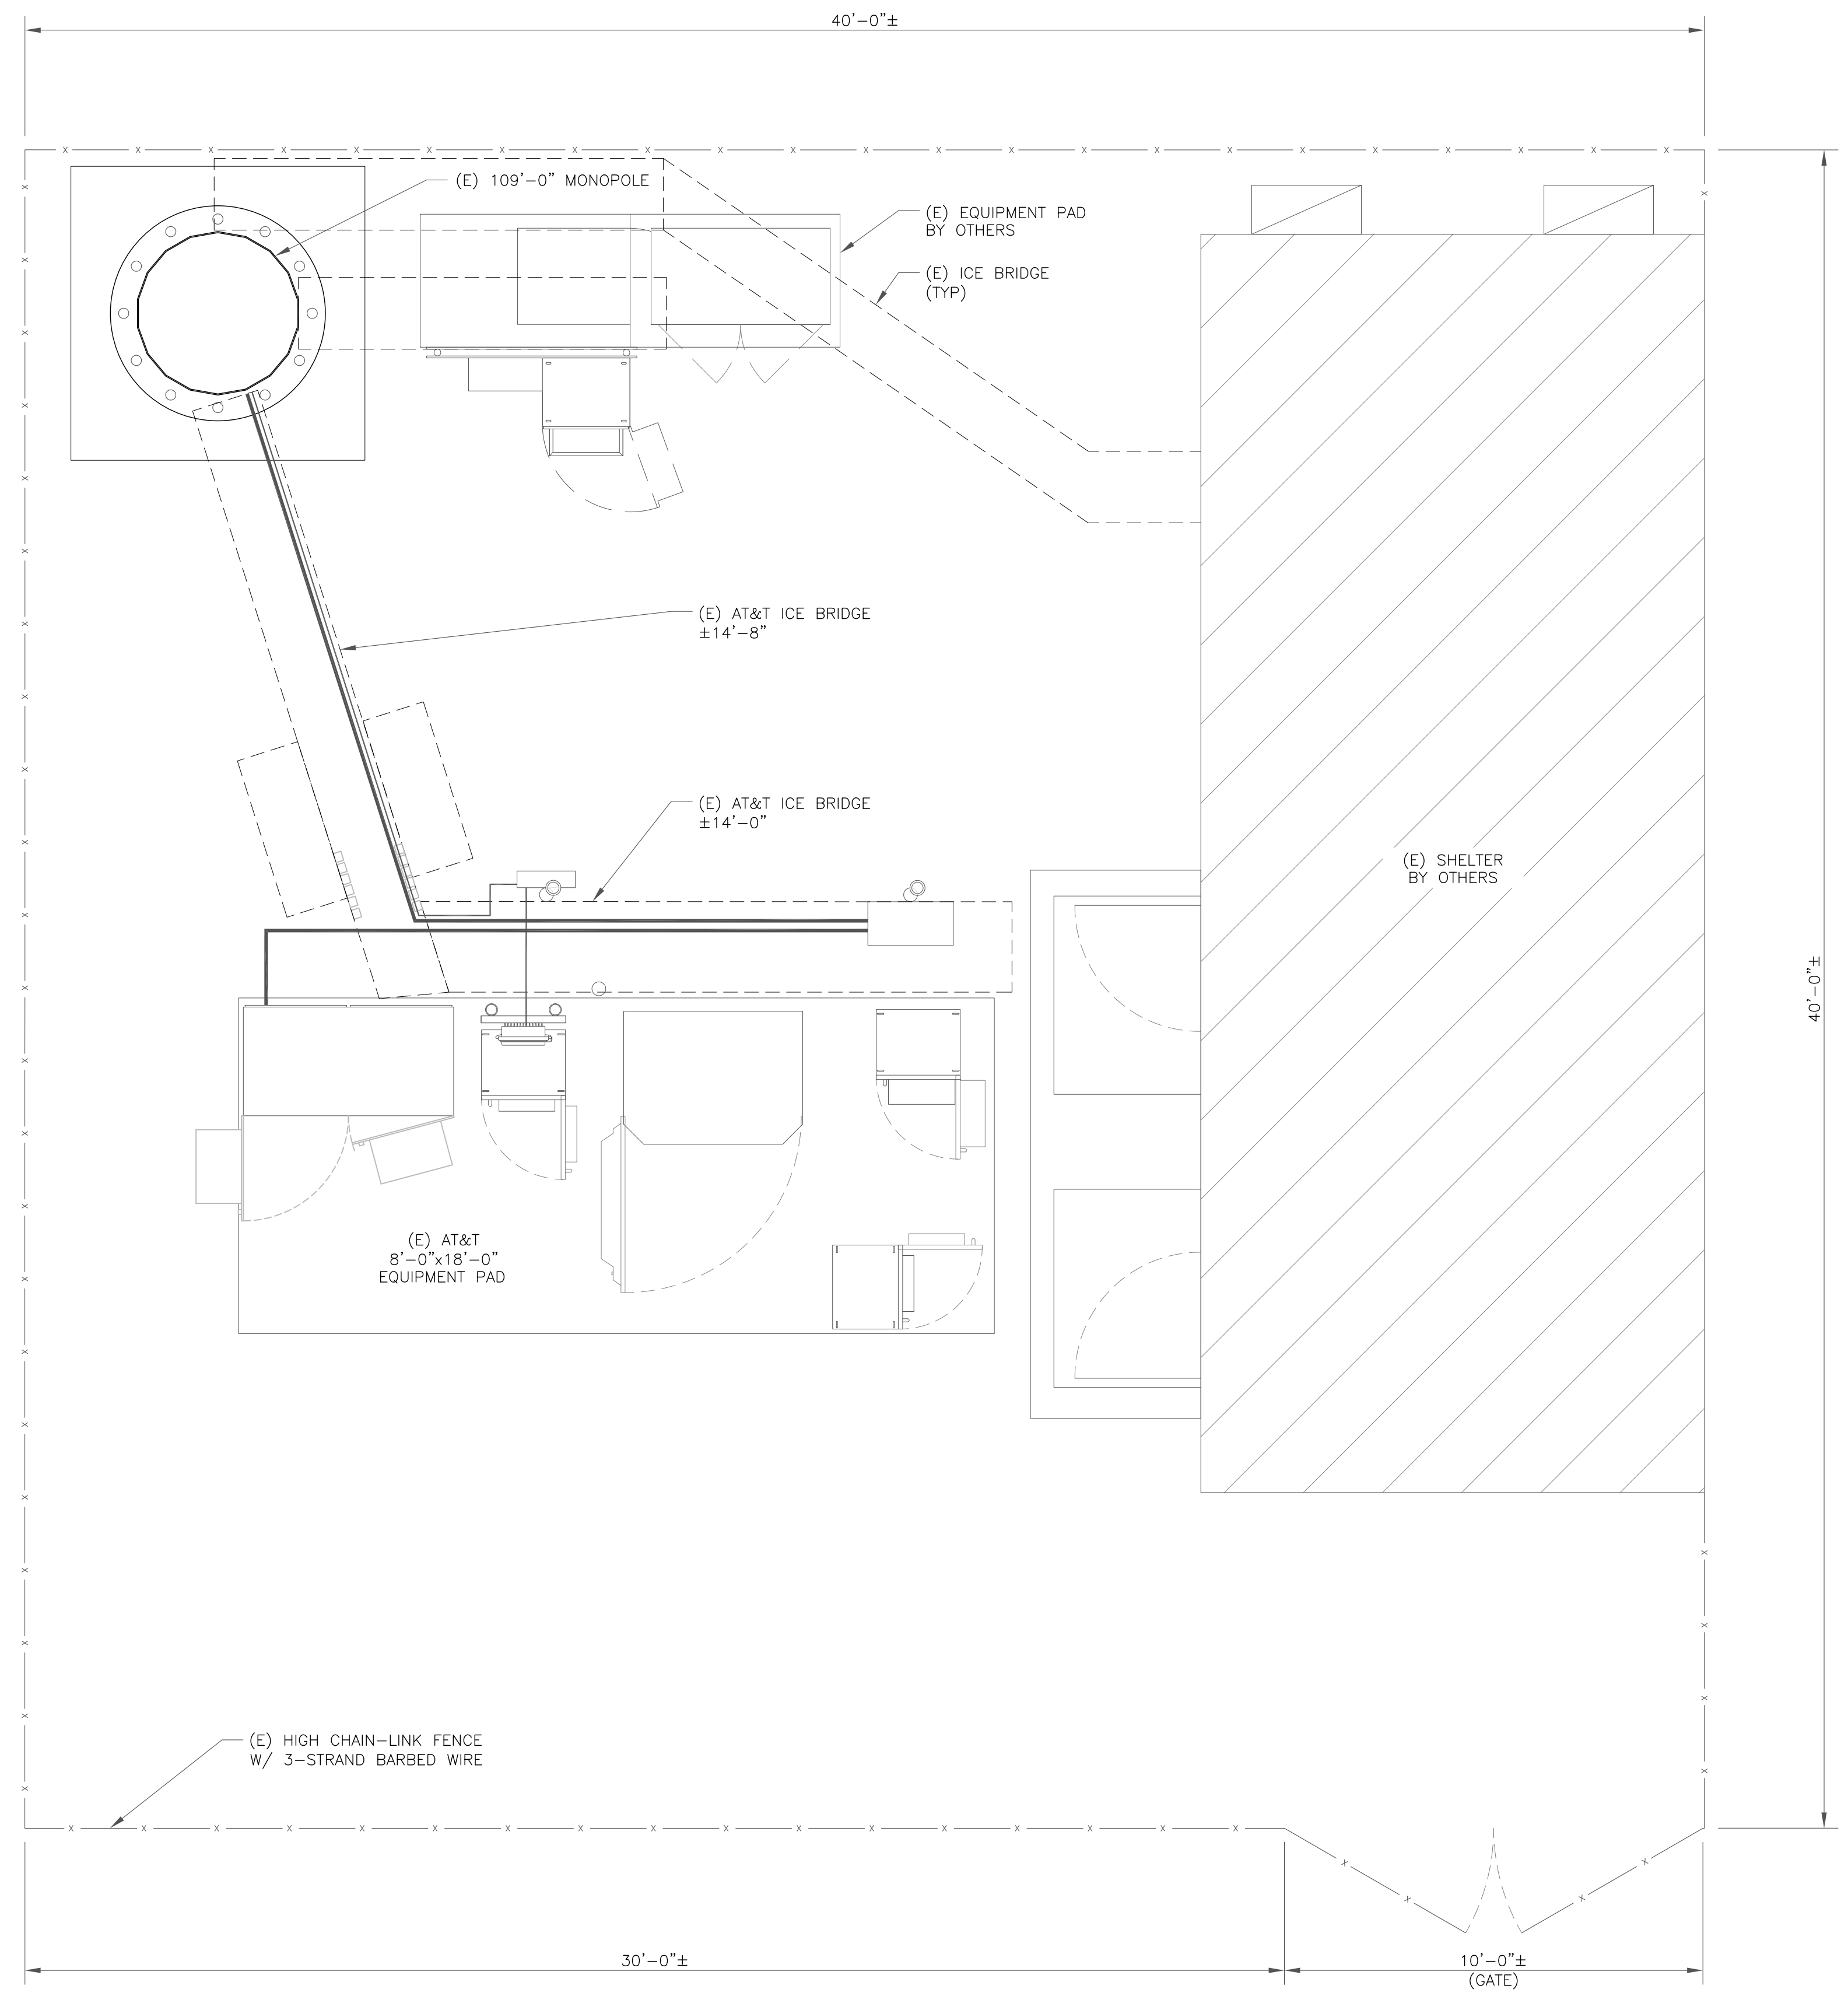 40'-0"±
(E) 109'-0" MONOPOLE
(E) EQUIPMENT PAD
BY OTHERS
(E) ICE BRIDGE
(TYP)
(E) AT&T ICE BRIDGE
±14'-8"
(E) AT&T ICE BRIDGE
±14'-0"
(E) SHELTER
BY OTHERS
40'-0"±
(E) AT&T
8'-0"x18'-0"
EQUIPMENT PAD
(E) HIGH CHAIN-LINK FENCE
W/ 3-STRAND BARBED WIRE
30'-0"±
10'-0"±
(GATE)